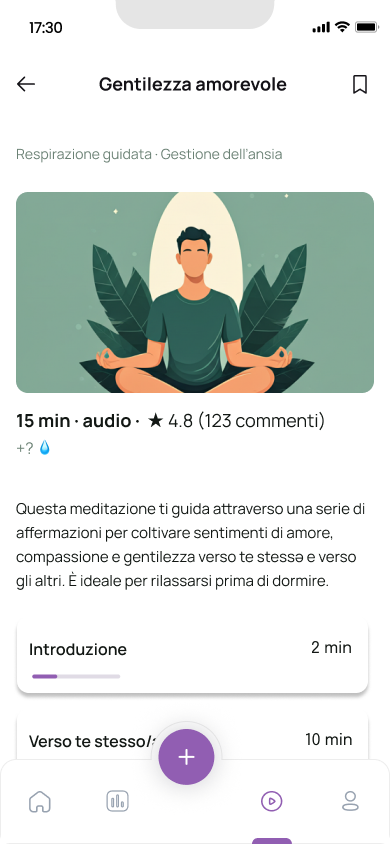 17:30
Gentilezza amorevole
Respirazione guidata · Gestione dell'ansia
15 min · audio · ★ 4.8 (123 commenti)
+? 💧
Questa meditazione ti guida attraverso una serie di
affermazioni per coltivare sentimenti di amore,
compassione e gentilezza verso te stessə e verso
gli altri. È ideale per rilassarsi prima di dormire.
Introduzione 2 min
Verso te stesso/a 10 min